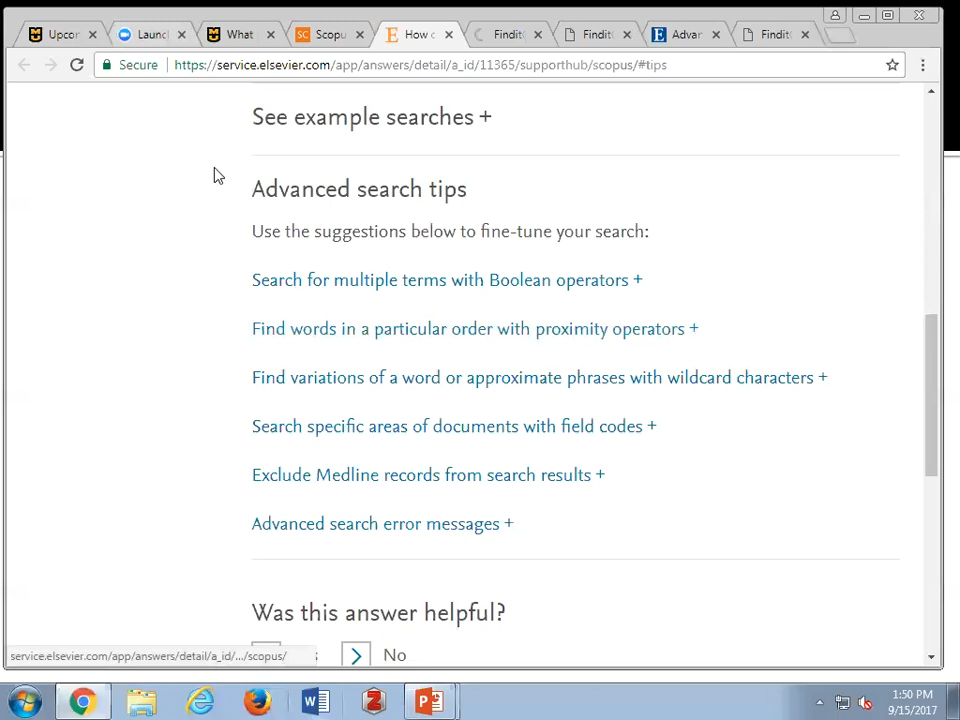 Upcor
Launc
What
Scopu
How c
Findit
Findit
Advar
Findit
Secure
https://service.elsevier.com/app/answers/detail/a_id/11365/supporthub/scopus/#tips
See example searches +
Advanced search tips
Use the suggestions below to fine-tune your search:
Search for multiple terms with Boolean operators +
Find words in a particular order with proximity operators +
Find variations of a word or approximate phrases with wildcard characters +
Search specific areas of documents with field codes +
Exclude Medline records from search results +
Advanced search error messages +
Was this answer helpful?
No
service.elsevier.com/app/answers/detail/a_id/.../scopus/
1:50 PM
9/15/2017